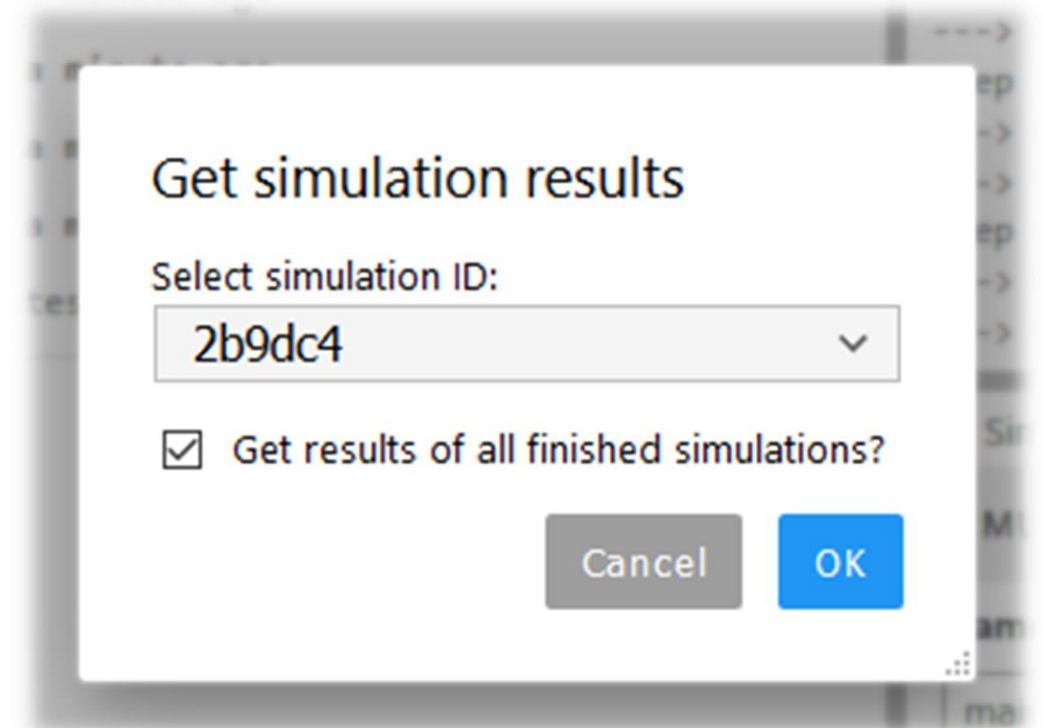 Get simulation results
Select simulation ID:
2b9dc4
Get results of all finished simulations?
Cancel
OK